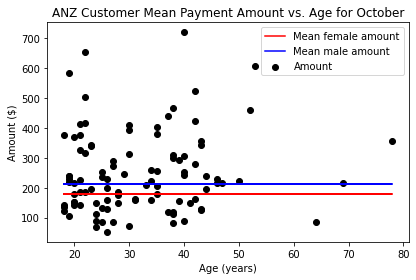 ANZ Customer Mean Payment Amount vs. Age for October
Mean female amount
Mean male amount
Amount
Amount ($)
700
600
500
400
300
200
100
20 30 40 50 60 70 80
Age (years)